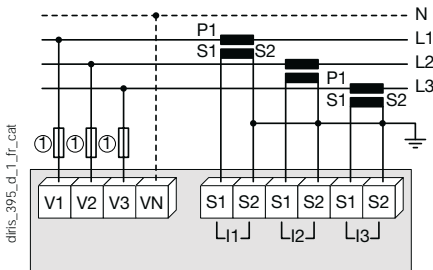 N
P1 L1
S1 S2
L2
P1
L3
S1 S2
① ① ①
V1 V2 V3 VN S1 S2 S1 S2 S1 S2
I1 I2 I3
diris_395_d_1_fr_cat